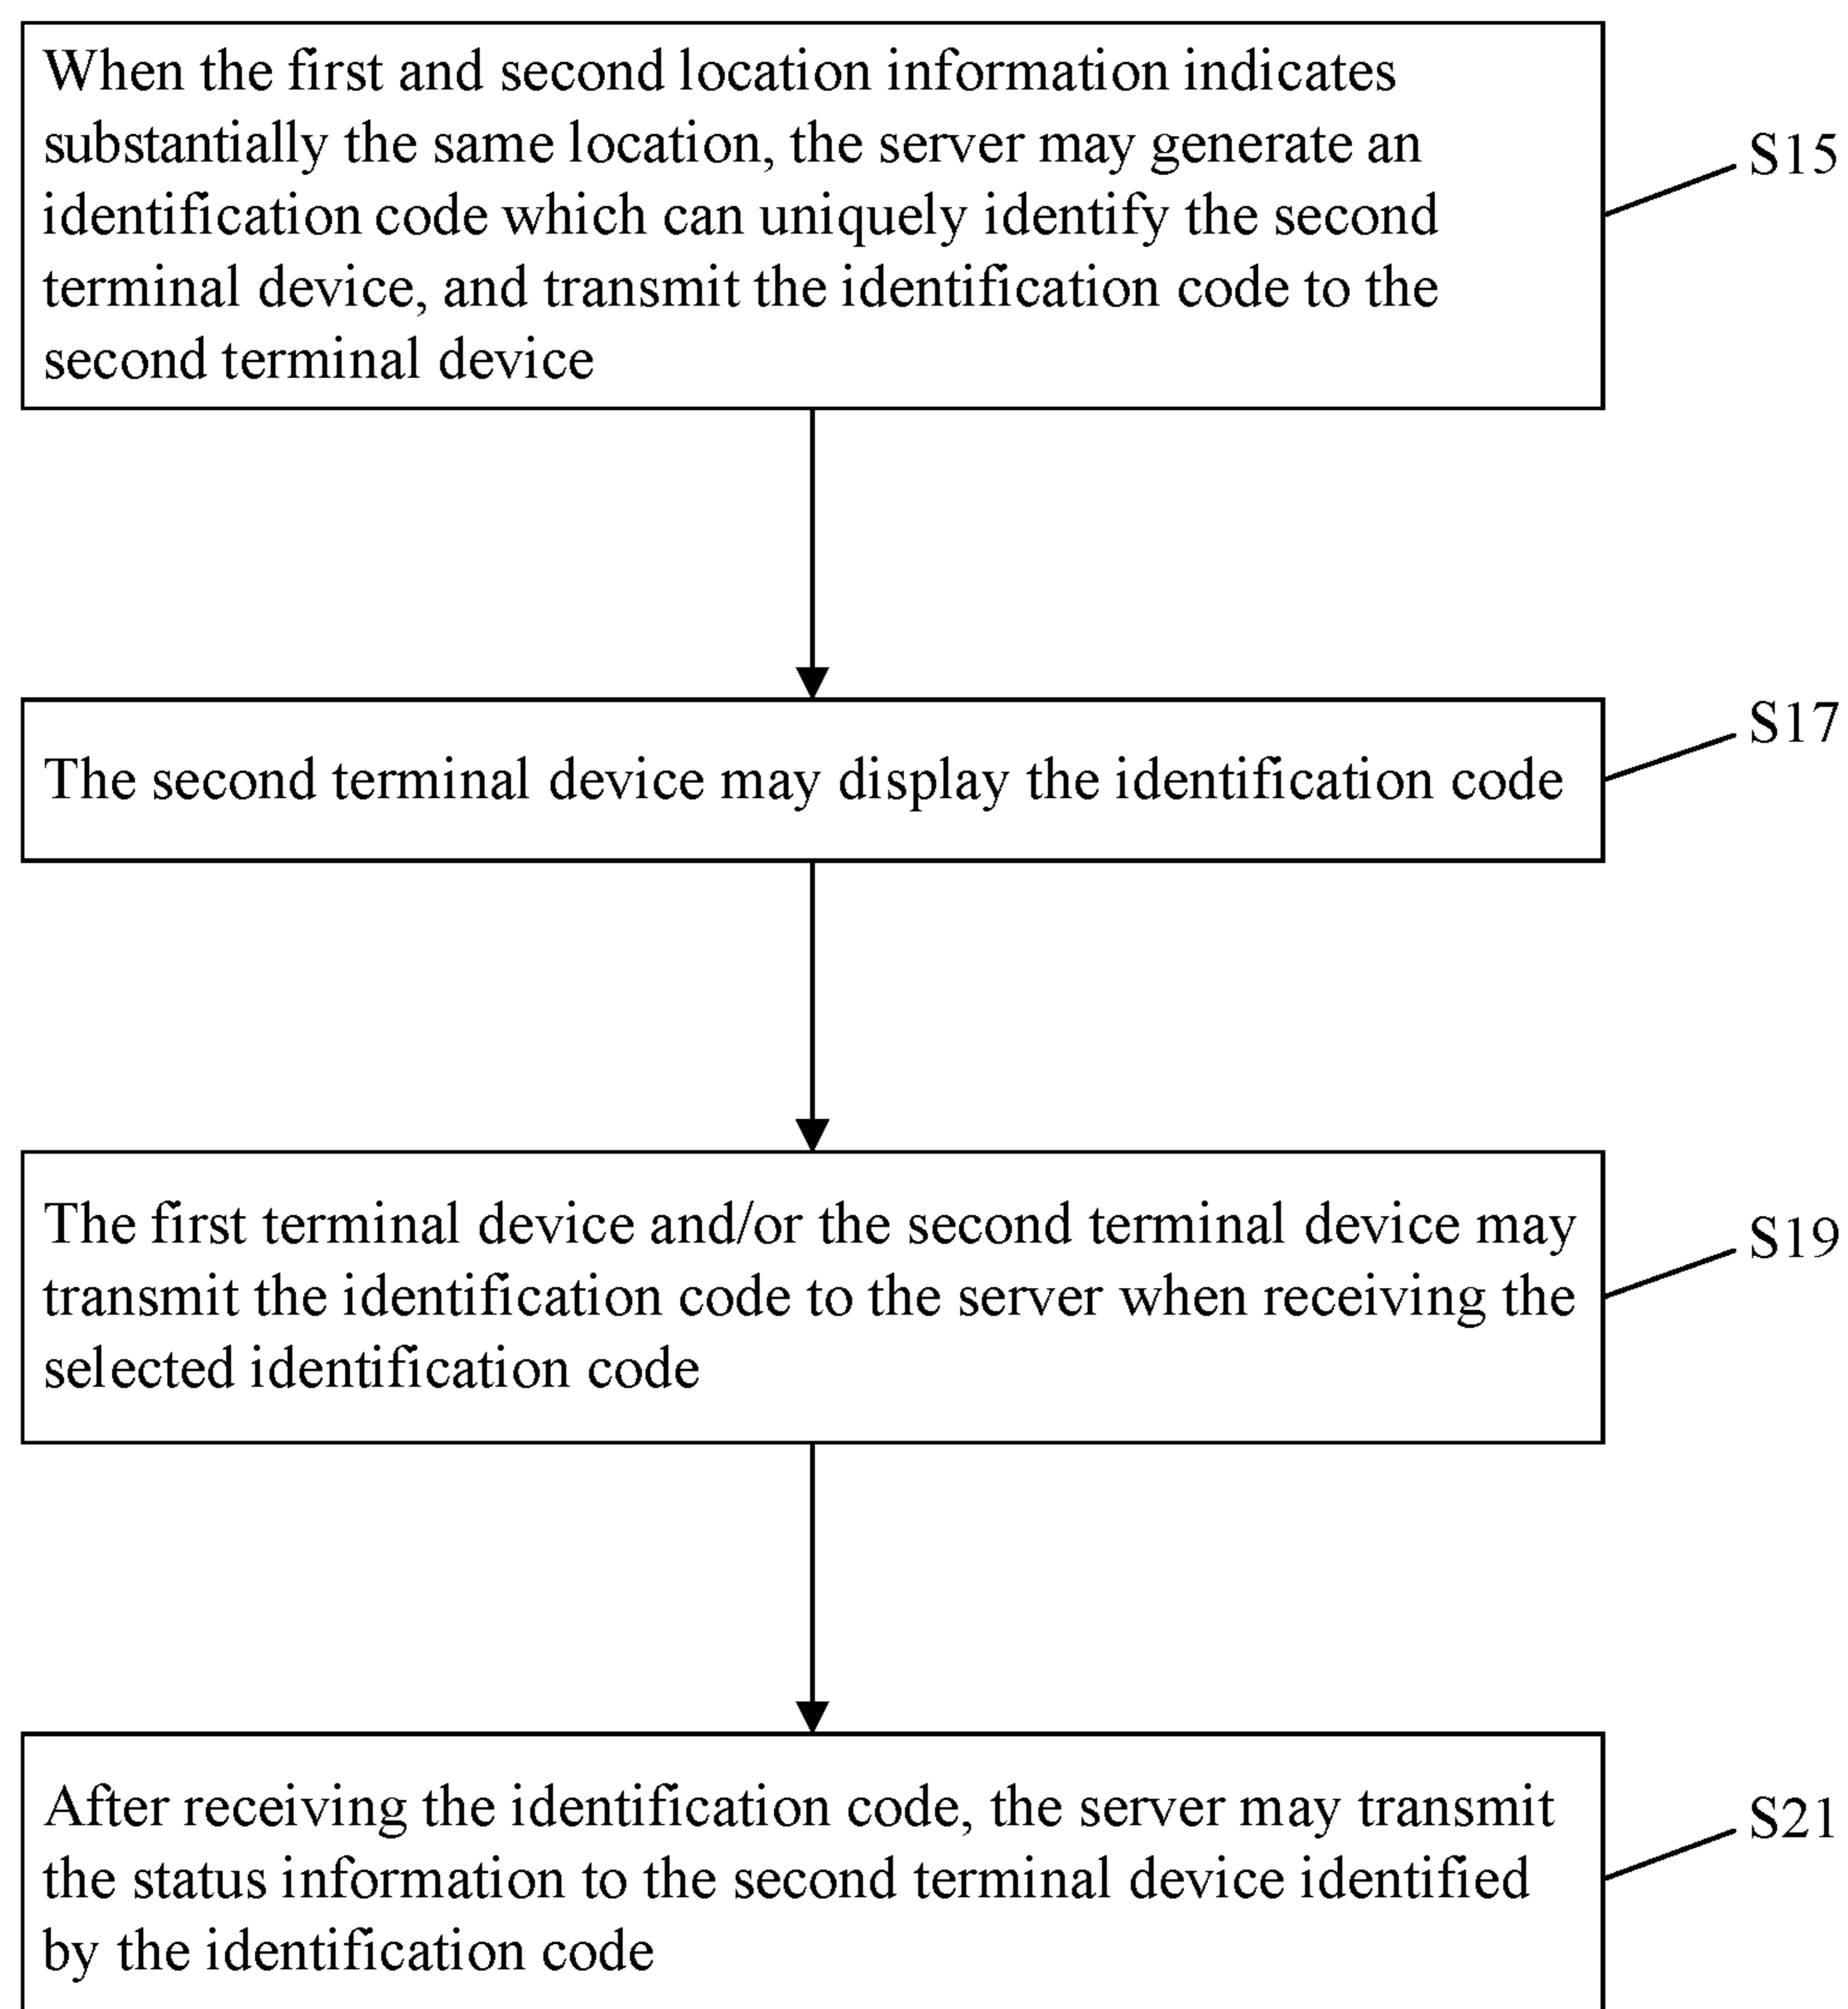 When the first and second location information indicates
substantially the same location, the server may generate an
identification code which can uniquely identify the second
terminal device, and transmit the identification code to the
second terminal device
S15
The second terminal device may display the identification code
S17
The first terminal device and/or the second terminal device may
transmit the identification code to the server when receiving the
selected identification code
S19
After receiving the identification code, the server may transmit
the status information to the second terminal device identified
by the identification code
S21